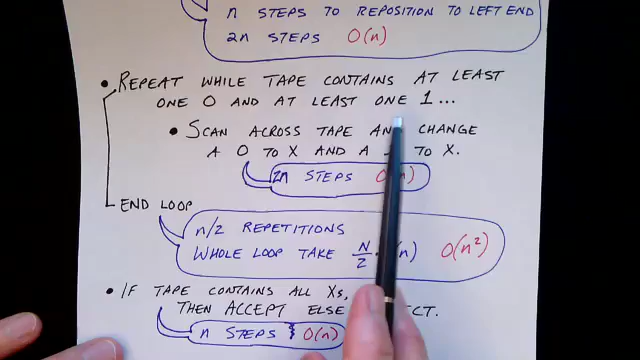 n STEPS TO REPOSITION TO LEFT END
2n STEPS O(n)
• REPEAT WHILE TAPE CONTAINS AT LEAST
ONE 0 AND AT LEAST ONE 1...
• SCAN ACROSS TAPE AND CHANGE
A 0 TO X AND A TO X.
2n STEPS O(n)
END LOOP
n/2 REPETITIONS
WHOLE LOOP TAKE N/2 · (n) O(n²)
• IF TAPE CONTAINS ALL Xs,
THEN ACCEPT ELSE
n STEPS } O(n)